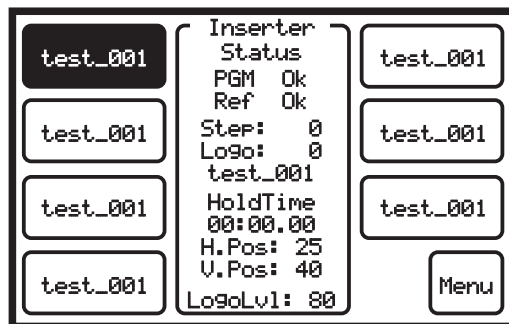 test_001
test_001
test_001
test_001
Inserter
Status
PGM Ok
Ref Ok
Step: 0
Logo: 0
test_001
HoldTime
00:00.00
H.Pos: 25
V.Pos: 40
LogoLvl: 80
test_001
test_001
test_001
Menu